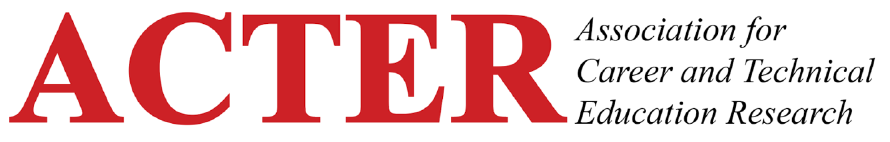 ACTER
Association for
Career and Technical
Education Research